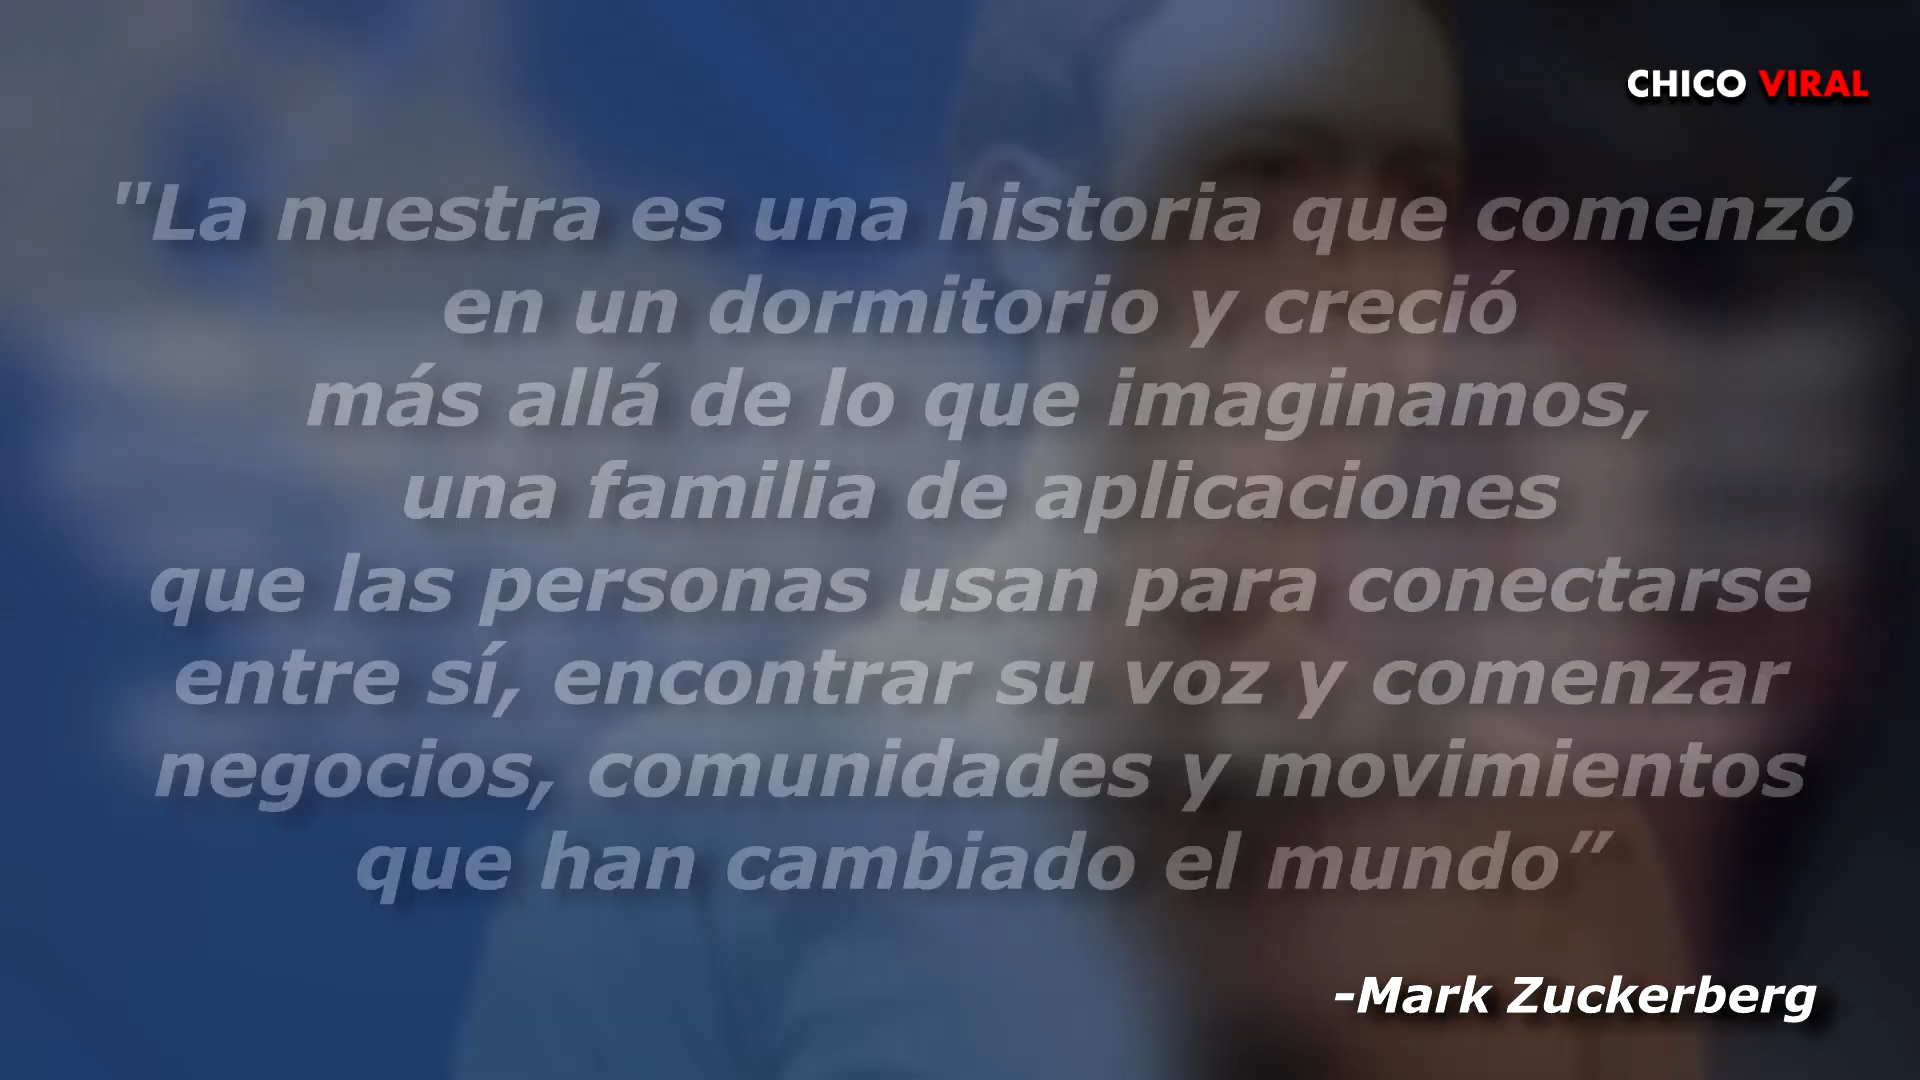 CHICO VIRAL
"La nuestra es una historia que comenzó
en un dormitorio y creció
más allá de lo que imaginamos,
una familia de aplicaciones
que las personas usan para conectarse
entre sí, encontrar su voz y comenzar
negocios, comunidades y movimientos
que han cambiado el mundo”
-Mark Zuckerberg